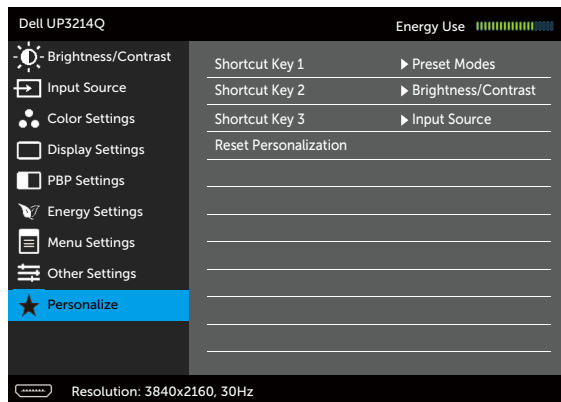 Dell UP3214Q
Energy Use
Brightness/Contrast
Input Source
Color Settings
Display Settings
PBP Settings
Energy Settings
Menu Settings
Other Settings
Personalize
Shortcut Key 1 Preset Modes
Shortcut Key 2 Brightness/Contrast
Shortcut Key 3 Input Source
Reset Personalization
Resolution: 3840x2160, 30Hz